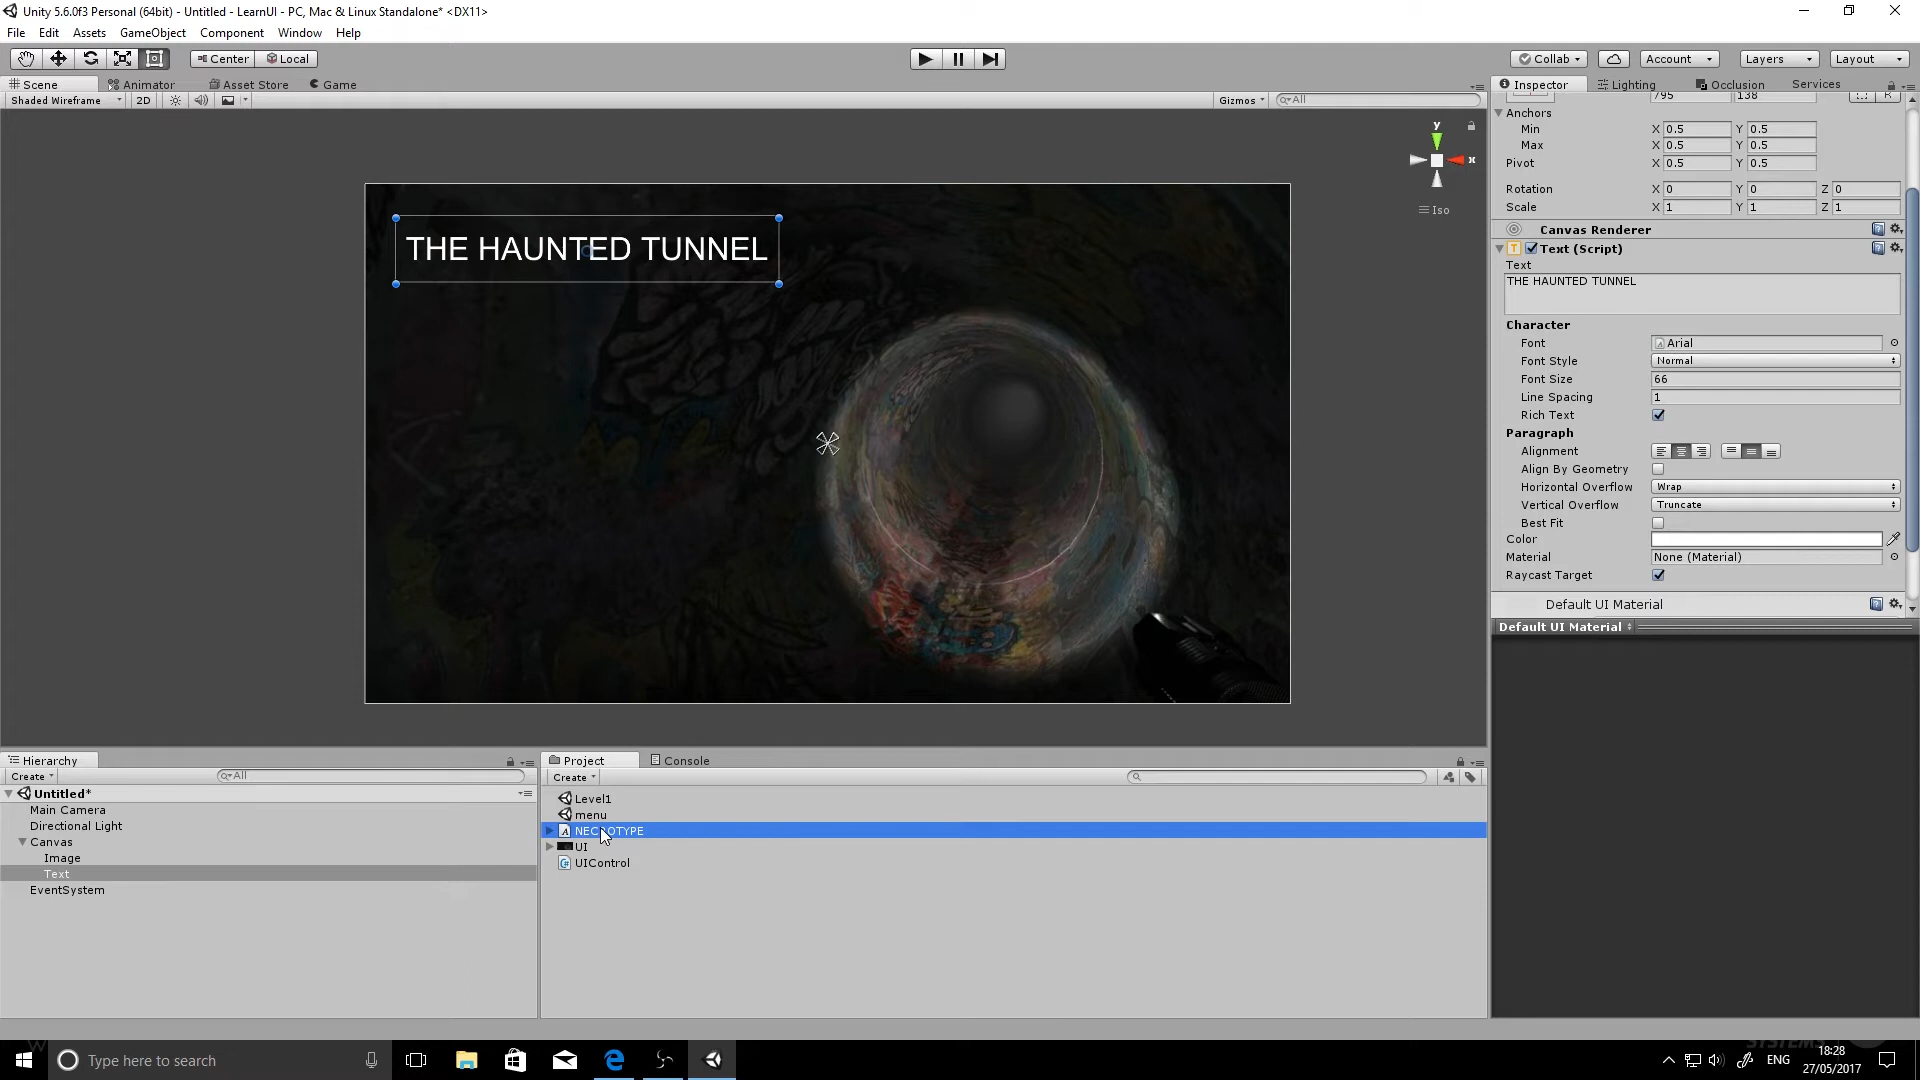 Unity 5.6.0f3 Personal (64bit) - Untitled - LearnUI - PC, Mac & Linux Standalone* <DX11>
File Edit Assets GameObject Component Window Help
Center Local Collab Account Layers Layout
Scene Animator Asset Store Game
Shaded Wireframe 2D Gizmos All
y
x
Iso
THE HAUNTED TUNNEL
Inspector Lighting Occlusion Services
795 138 R
Anchors
Min X 0.5 Y 0.5
Max X 0.5 Y 0.5
Pivot X 0.5 Y 0.5
Rotation X 0 Y 0 Z 0
Scale X 1 Y 1 Z 1
Canvas Renderer
Text (Script)
Text
THE HAUNTED TUNNEL
Character
Font Arial
Font Style Normal
Font Size 66
Line Spacing 1
Rich Text
Paragraph
Alignment
Align By Geometry
Horizontal Overflow Wrap
Vertical Overflow Truncate
Best Fit
Color
Material None (Material)
Raycast Target
Default UI Material
Default UI Material
Hierarchy
Create All
Untitled*
Main Camera
Directional Light
Canvas
Image
Text
EventSystem
Project Console
Create
Level1
menu
NECROTYPE
UI
UIControl
Type here to search
ENG
18:28
27/05/2017